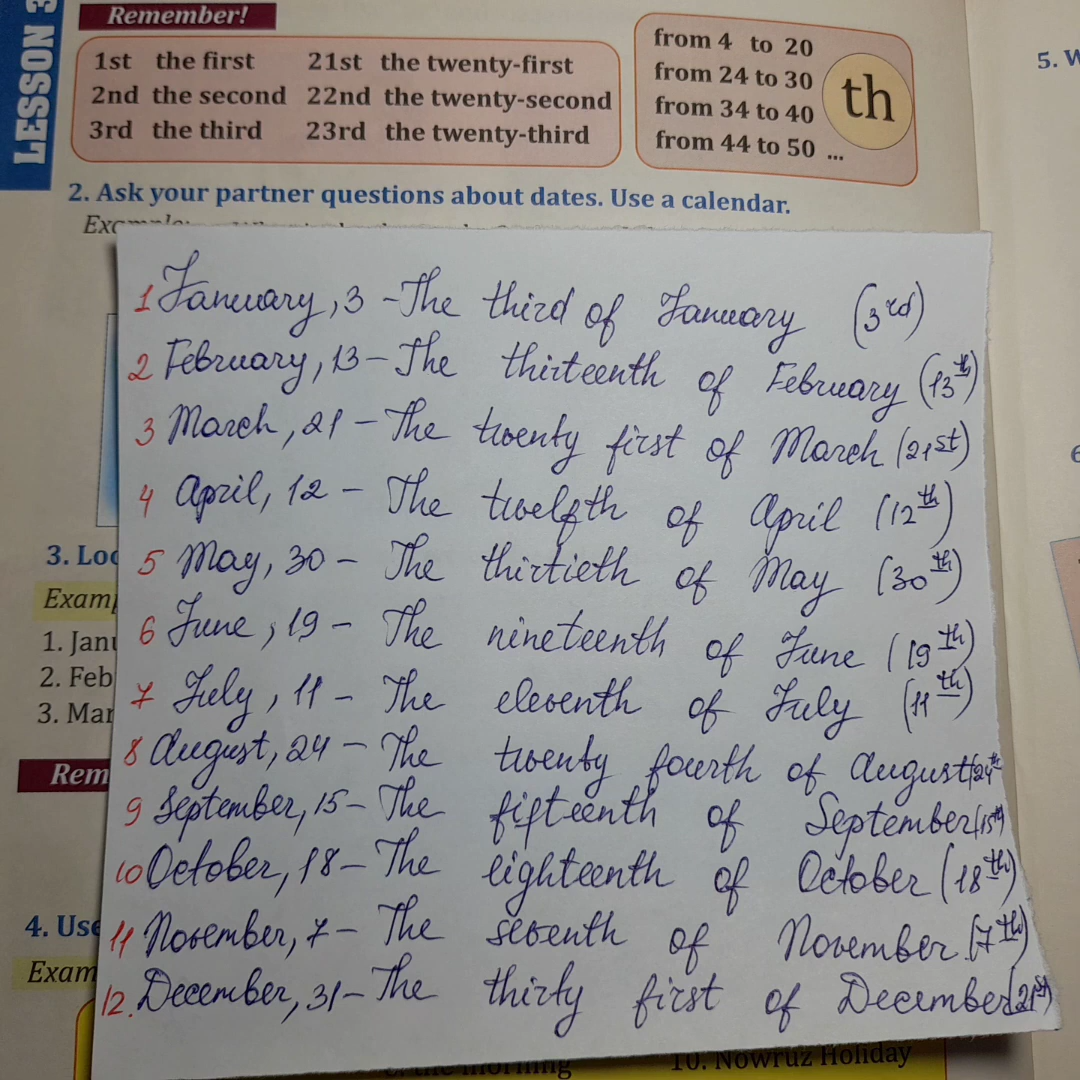 LESSON 3
Remember!
1st the first 21st the twenty-first
2nd the second 22nd the twenty-second
3rd the third 23rd the twenty-third
from 4 to 20
from 24 to 30
from 34 to 40
from 44 to 50 ...
th
5. W
2. Ask your partner questions about dates. Use a calendar.
1 January, 3 - The third of January (3rd)
2 February, 13 - The thirteenth of February (13th)
3 March, 21 - The twenty first of March (21st)
4 April, 12 - The twelfth of April (12th)
5 May, 30 - The thirtieth of May (30th)
6 June, 19 - The nineteenth of June (19th)
7 July, 11 - The eleventh of July (11th)
8 August, 24 - The twenty fourth of August (24th
9 September, 15 - The fifteenth of September (15th)
10 October, 18 - The eighteenth of October (18th)
11 November, 7 - The seventh of November (7th)
12. December, 31 - The thirty first of December (21st)
3. Loo
Examp
1. Janu
2. Feb
3. Mar
Rem
4. Use
Exam
the morning
10. Nowruz Holiday